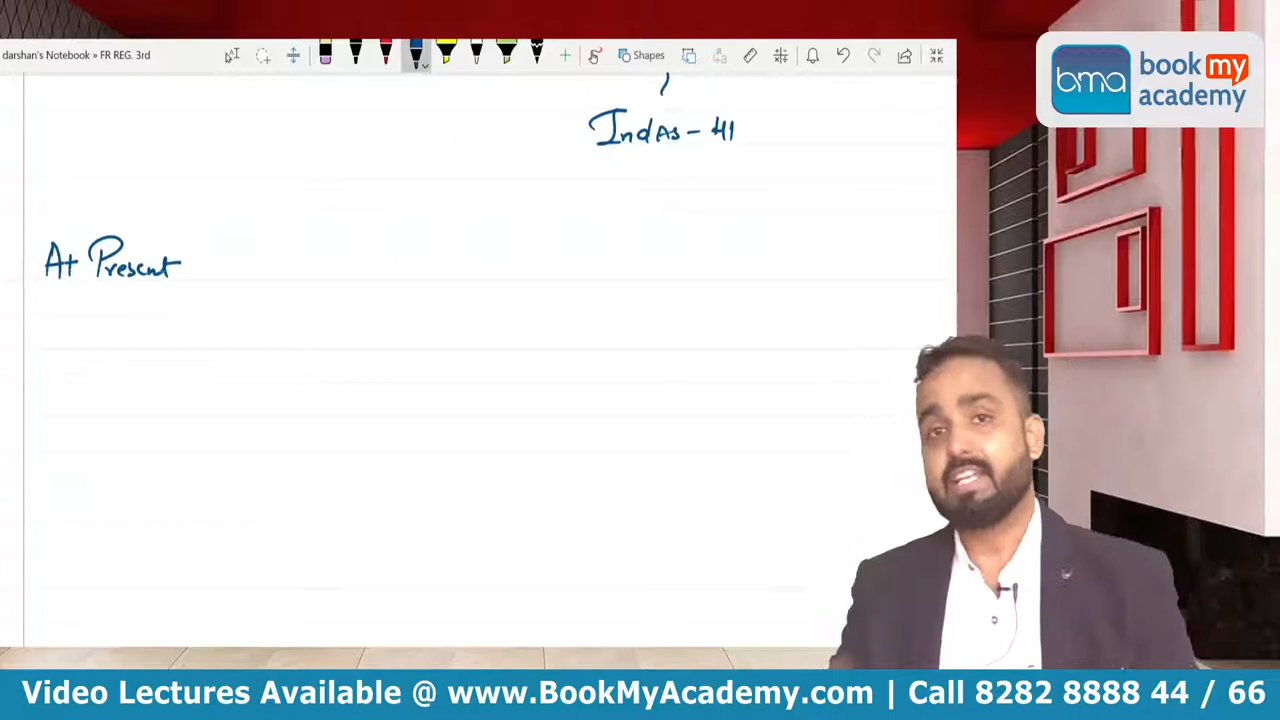 darshan's Notebook » FR REG. 3rd
Shapes
bma book my academy
IndAs - 41
At Present
Video Lectures Available @ www.BookMyAcademy.com | Call 8282 8888 44 / 66